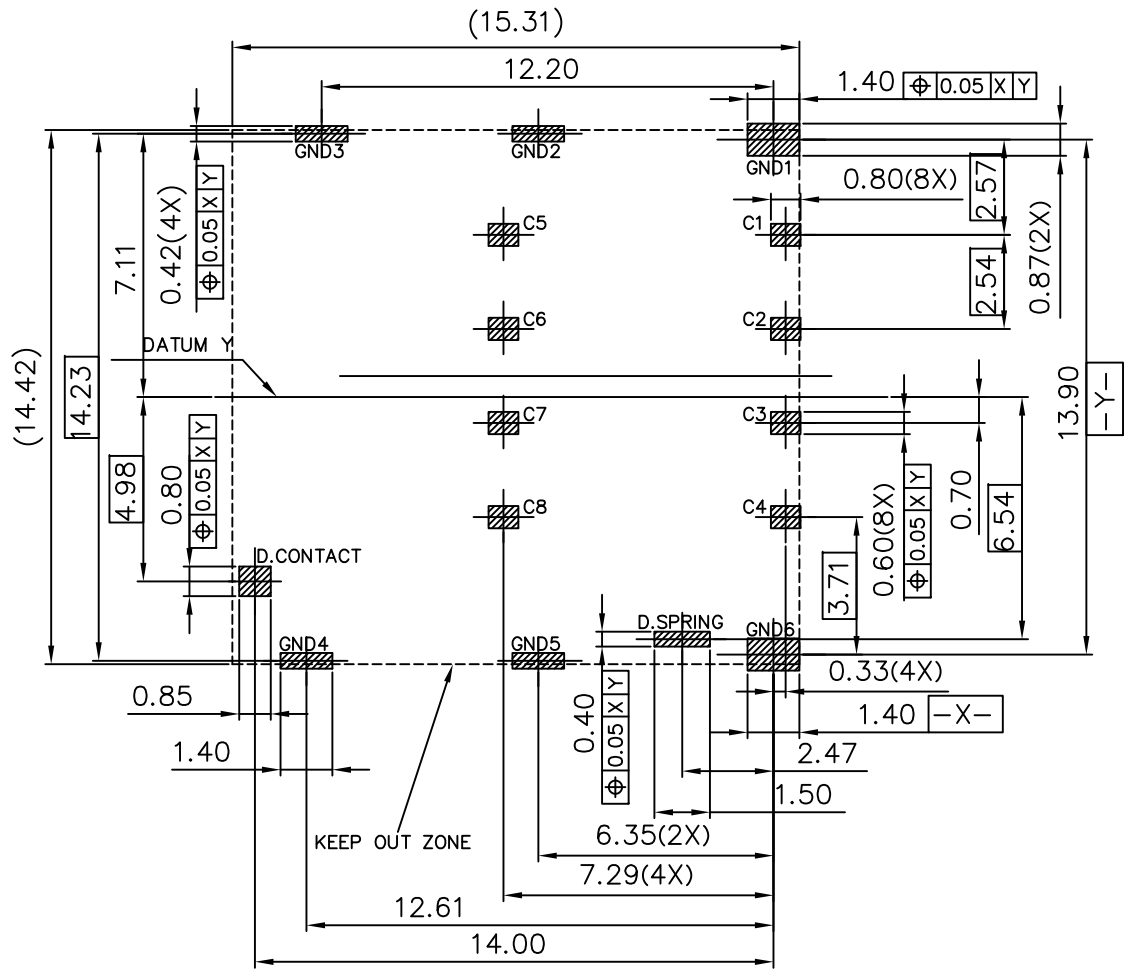 (15.31)
12.20
1.40 ⌖ 0.05 X Y
GND3
GND2
GND1
0.80(8X)
2.57
0.87(2X)
0.42(4X)
⌖ 0.05 X Y
7.11
C5
C1
2.54
C6
C2
DATUM Y
(14.42)
14.23
13.90
-Y-
C7
C3
4.98
0.80
⌖ 0.05 X Y
0.60(8X)
⌖ 0.05 X Y
0.70
6.54
C8
C4
3.71
D.CONTACT
D.SPRING
GND4
GND5
GND6
0.33(4X)
0.85
0.40
⌖ 0.05 X Y
1.40 -X-
1.40
2.47
1.50
KEEP OUT ZONE
6.35(2X)
7.29(4X)
12.61
14.00